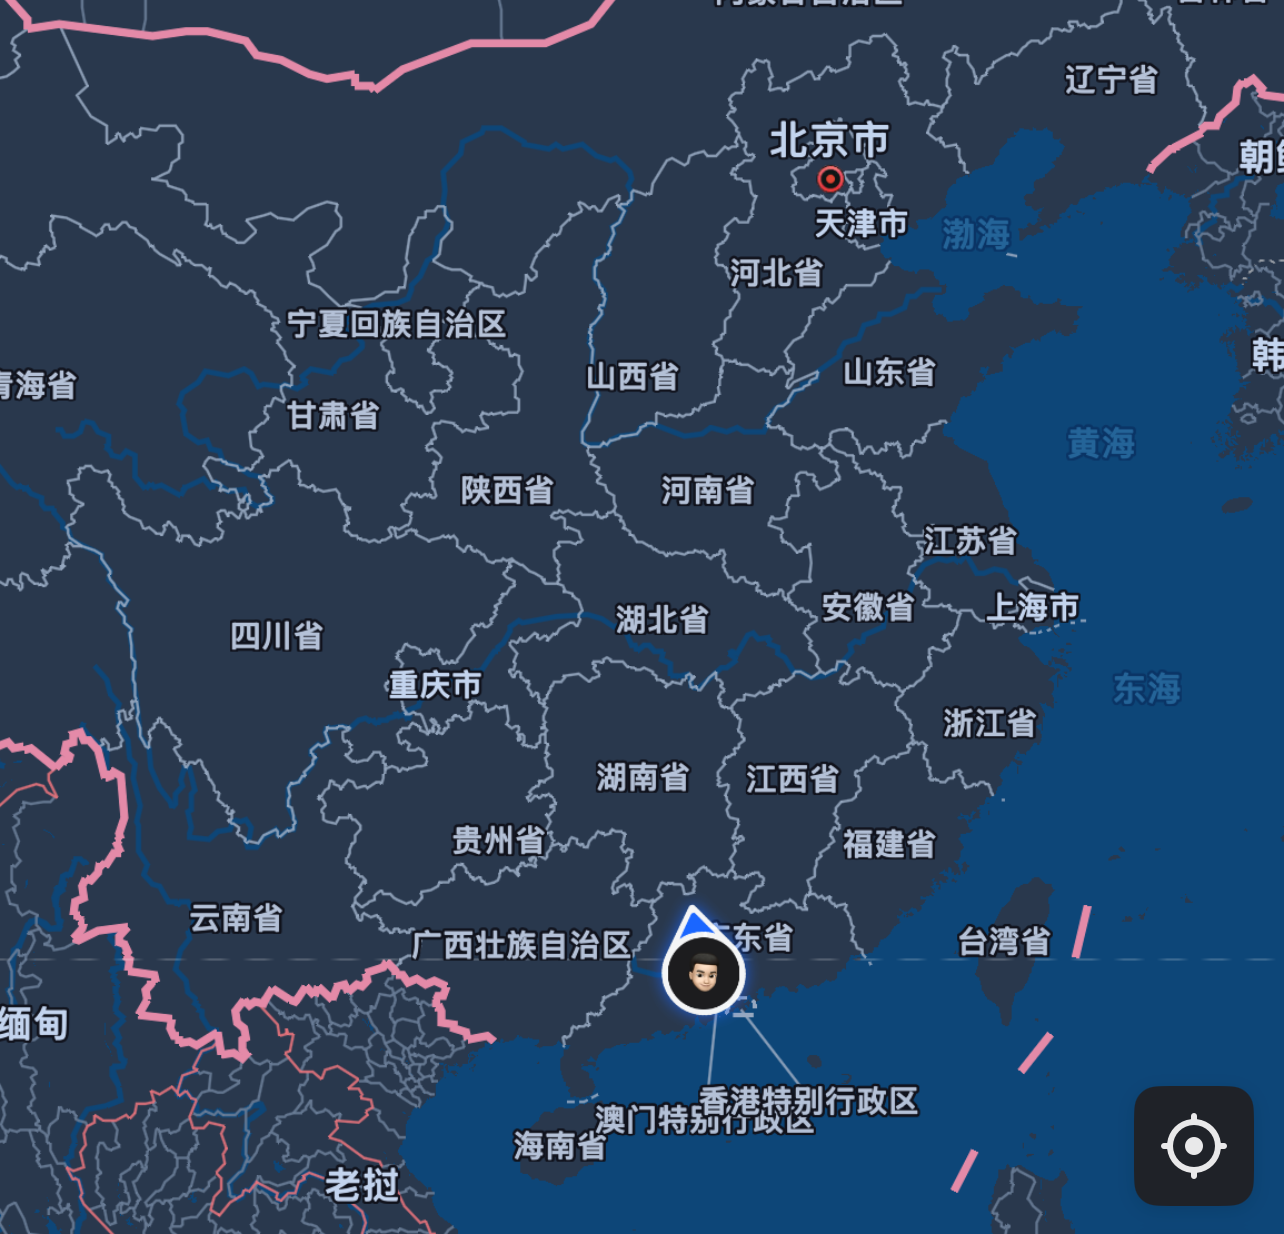 辽宁省
北京市
天津市
渤海
河北省
宁夏回族自治区
山西省
山东省
青海省
甘肃省
黄海
陕西省
河南省
江苏省
安徽省
上海市
湖北省
四川省
重庆市
东海
浙江省
湖南省
江西省
贵州省
福建省
云南省
广西壮族自治区
东省
台湾省
缅甸
香港特别行政区
澳门特别行政区
海南省
老挝